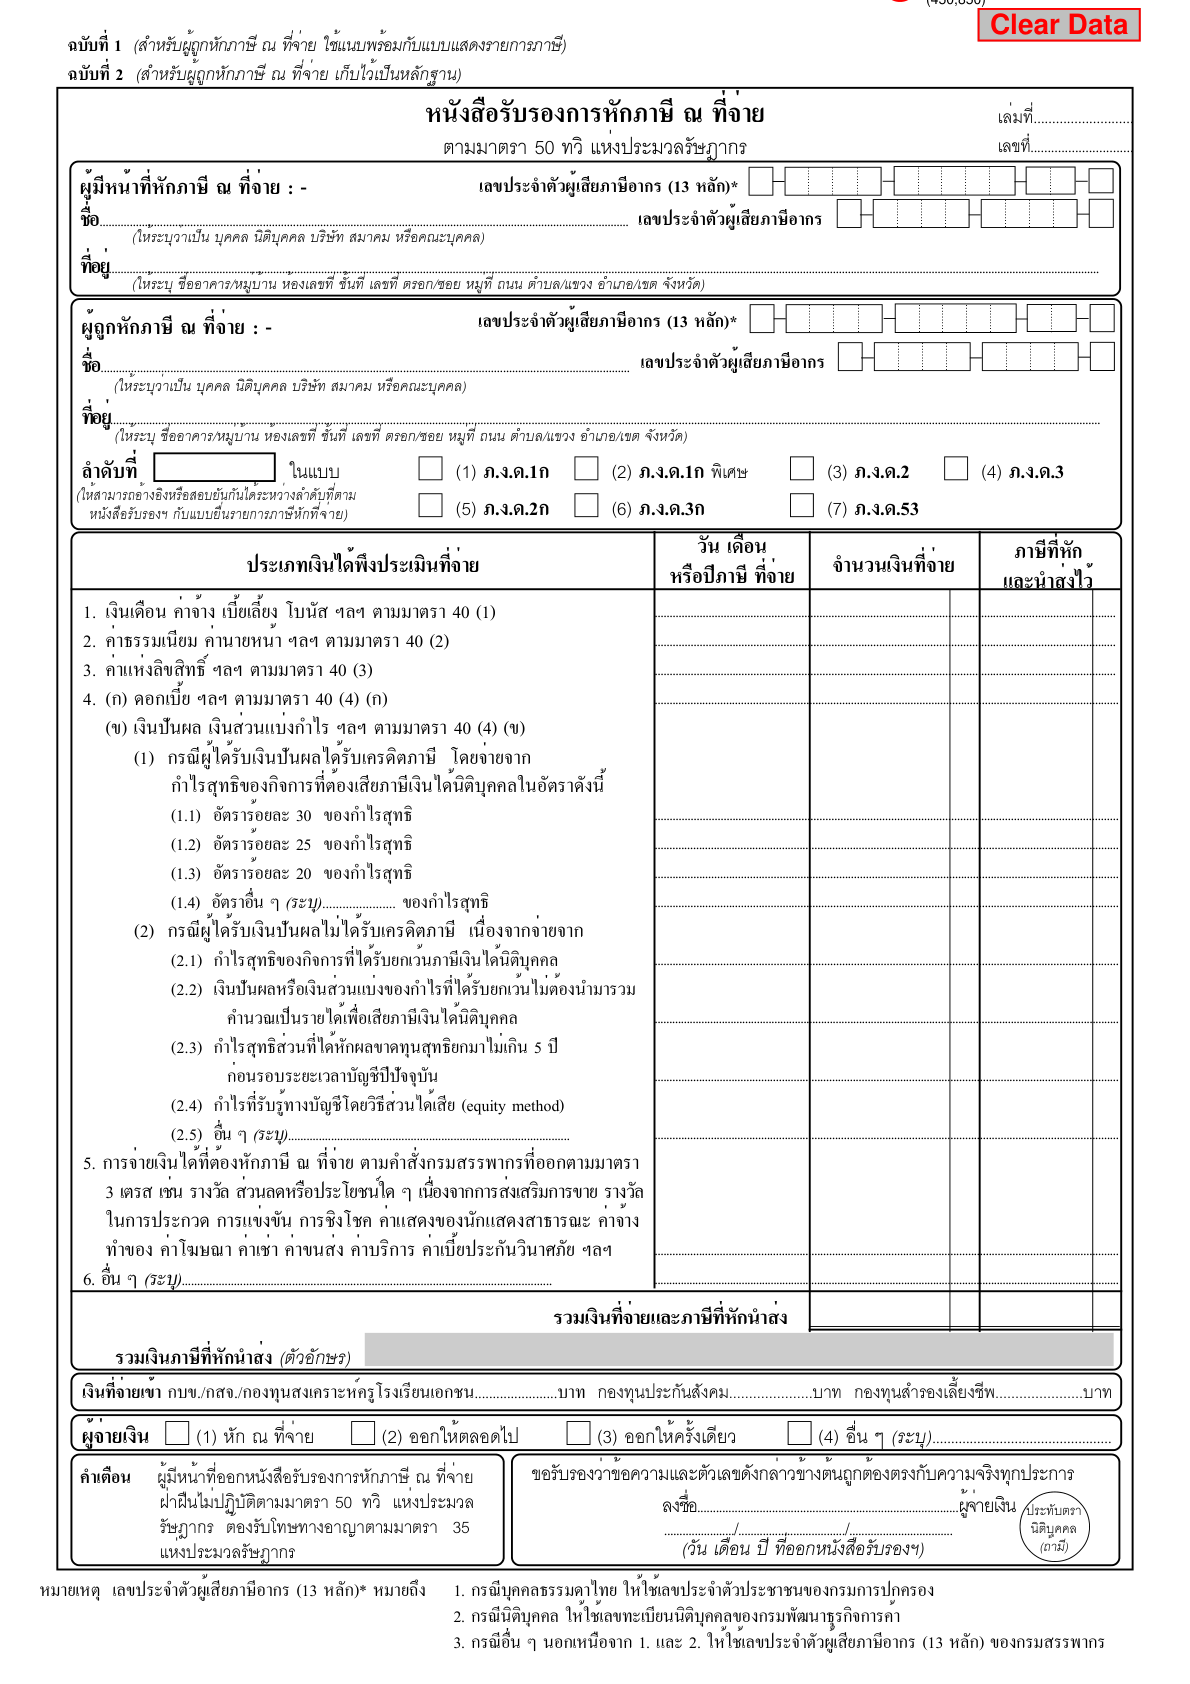 Clear Data
ฉบับที่ 1 (สำหรับผู้ถูกหักภาษี ณ ที่จ่าย ใช้แนบพร้อมกับแบบแสดงรายการภาษี)
ฉบับที่ 2 (สำหรับผู้ถูกหักภาษี ณ ที่จ่าย เก็บไว้เป็นหลักฐาน)
หนังสือรับรองการหักภาษี ณ ที่จ่าย
เล่มที่..........................
ตามมาตรา 50 ทวิ แห่งประมวลรัษฎากร
เลขที่..........................
ผู้มีหน้าที่หักภาษี ณ ที่จ่าย : - เลขประจำตัวผู้เสียภาษีอากร (13 หลัก)*
ชื่อ.......................... เลขประจำตัวผู้เสียภาษีอากร
(ให้ระบุว่าเป็น บุคคล นิติบุคคล บริษัท สมาคม หรือคณะบุคคล)
ที่อยู่..........................
(ให้ระบุ ชื่ออาคาร/หมู่บ้าน ห้องเลขที่ ชั้นที่ เลขที่ ตรอก/ซอย หมู่ที่ ถนน ตำบล/แขวง อำเภอ/เขต จังหวัด)
ผู้ถูกหักภาษี ณ ที่จ่าย : - เลขประจำตัวผู้เสียภาษีอากร (13 หลัก)*
ชื่อ.......................... เลขประจำตัวผู้เสียภาษีอากร
(ให้ระบุว่าเป็น บุคคล นิติบุคคล บริษัท สมาคม หรือคณะบุคคล)
ที่อยู่..........................
(ให้ระบุ ชื่ออาคาร/หมู่บ้าน ห้องเลขที่ ชั้นที่ เลขที่ ตรอก/ซอย หมู่ที่ ถนน ตำบล/แขวง อำเภอ/เขต จังหวัด)
ลำดับที่ ในแบบ (1) ภ.ง.ด.1ก (2) ภ.ง.ด.1ก พิเศษ (3) ภ.ง.ด.2 (4) ภ.ง.ด.3
(ให้สามารถอ้างอิงหรือสอบยันกันได้ระหว่างลำดับที่ตาม
หนังสือรับรองฯ กับแบบยื่นรายการภาษีหักที่จ่าย)
(5) ภ.ง.ด.2ก (6) ภ.ง.ด.3ก (7) ภ.ง.ด.53
ประเภทเงินได้พึงประเมินที่จ่าย
วัน เดือน
หรือปีภาษี ที่จ่าย
จำนวนเงินที่จ่าย
ภาษีที่หัก
และนำส่งไว้
1. เงินเดือน ค่าจ้าง เบี้ยเลี้ยง โบนัส ฯลฯ ตามมาตรา 40 (1)
2. ค่าธรรมเนียม ค่านายหน้า ฯลฯ ตามมาตรา 40 (2)
3. ค่าแห่งลิขสิทธิ์ ฯลฯ ตามมาตรา 40 (3)
4. (ก) ดอกเบี้ย ฯลฯ ตามมาตรา 40 (4) (ก)
(ข) เงินปันผล เงินส่วนแบ่งกำไร ฯลฯ ตามมาตรา 40 (4) (ข)
(1) กรณีผู้ได้รับเงินปันผลได้รับเครดิตภาษี โดยจ่ายจาก
กำไรสุทธิของกิจการที่ต้องเสียภาษีเงินได้นิติบุคคลในอัตราดังนี้
(1.1) อัตราร้อยละ 30 ของกำไรสุทธิ
(1.2) อัตราร้อยละ 25 ของกำไรสุทธิ
(1.3) อัตราร้อยละ 20 ของกำไรสุทธิ
(1.4) อัตราอื่น ๆ (ระบุ)...................... ของกำไรสุทธิ
(2) กรณีผู้ได้รับเงินปันผลไม่ได้รับเครดิตภาษี เนื่องจากจ่ายจาก
(2.1) กำไรสุทธิของกิจการที่ได้รับยกเว้นภาษีเงินได้นิติบุคคล
(2.2) เงินปันผลหรือเงินส่วนแบ่งของกำไรที่ได้รับยกเว้นไม่ต้องนำมารวม
คำนวณเป็นรายได้เพื่อเสียภาษีเงินได้นิติบุคคล
(2.3) กำไรสุทธิส่วนที่ได้หักผลขาดทุนสุทธิยกมาไม่เกิน 5 ปี
ก่อนรอบระยะเวลาบัญชีปีปัจจุบัน
(2.4) กำไรที่รับรู้ทางบัญชีโดยวิธีส่วนได้เสีย (equity method)
(2.5) อื่น ๆ (ระบุ)..........................
5. การจ่ายเงินได้ที่ต้องหักภาษี ณ ที่จ่าย ตามคำสั่งกรมสรรพากรที่ออกตามมาตรา
3 เตรส เช่น รางวัล ส่วนลดหรือประโยชน์ใด ๆ เนื่องจากการส่งเสริมการขาย รางวัล
ในการประกวด การแข่งขัน การชิงโชค ค่าแสดงของนักแสดงสาธารณะ ค่าจ้าง
ทำของ ค่าโฆษณา ค่าเช่า ค่าขนส่ง ค่าบริการ ค่าเบี้ยประกันวินาศภัย ฯลฯ
6. อื่น ๆ (ระบุ)..........................
รวมเงินที่จ่ายและภาษีที่หักนำส่ง
รวมเงินภาษีที่หักนำส่ง (ตัวอักษร)
เงินที่จ่ายเข้า กบข./กสจ./กองทุนสงเคราะห์ครูโรงเรียนเอกชน......................บาท กองทุนประกันสังคม......................บาท กองทุนสำรองเลี้ยงชีพ......................บาท
ผู้จ่ายเงิน (1) หัก ณ ที่จ่าย (2) ออกให้ตลอดไป (3) ออกให้ครั้งเดียว (4) อื่น ๆ (ระบุ)..........................
คำเตือน ผู้มีหน้าที่ออกหนังสือรับรองการหักภาษี ณ ที่จ่าย
ฝ่าฝืนไม่ปฏิบัติตามมาตรา 50 ทวิ แห่งประมวล
รัษฎากร ต้องรับโทษทางอาญาตามมาตรา 35
แห่งประมวลรัษฎากร
ขอรับรองว่าข้อความและตัวเลขดังกล่าวข้างต้นถูกต้องตรงกับความจริงทุกประการ
ลงชื่อ..........................ผู้จ่ายเงิน
................../............................/............................
(วัน เดือน ปี ที่ออกหนังสือรับรองฯ)
ประทับตรา
นิติบุคคล
(ถ้ามี)
หมายเหตุ เลขประจำตัวผู้เสียภาษีอากร (13 หลัก)* หมายถึง 1. กรณีบุคคลธรรมดาไทย ให้ใช้เลขประจำตัวประชาชนของกรมการปกครอง
2. กรณีนิติบุคคล ให้ใช้เลขทะเบียนนิติบุคคลของกรมพัฒนาธุรกิจการค้า
3. กรณีอื่น ๆ นอกเหนือจาก 1. และ 2. ให้ใช้เลขประจำตัวผู้เสียภาษีอากร (13 หลัก) ของกรมสรรพากร